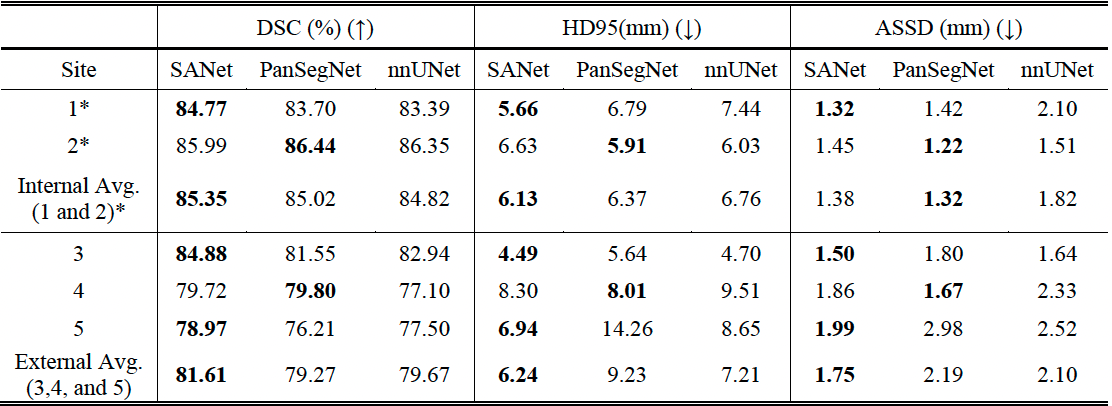 DSC (%) (↑) HD95(mm) (↓) ASSD (mm) (↓)
Site SANet PanSegNet nnUNet SANet PanSegNet nnUNet SANet PanSegNet nnUNet
1* 84.77 83.70 83.39 5.66 6.79 7.44 1.32 1.42 2.10
2* 85.99 86.44 86.35 6.63 5.91 6.03 1.45 1.22 1.51
Internal Avg.
(1 and 2)* 85.35 85.02 84.82 6.13 6.37 6.76 1.38 1.32 1.82
3 84.88 81.55 82.94 4.49 5.64 4.70 1.50 1.80 1.64
4 79.72 79.80 77.10 8.30 8.01 9.51 1.86 1.67 2.33
5 78.97 76.21 77.50 6.94 14.26 8.65 1.99 2.98 2.52
External Avg.
(3,4, and 5) 81.61 79.27 79.67 6.24 9.23 7.21 1.75 2.19 2.10